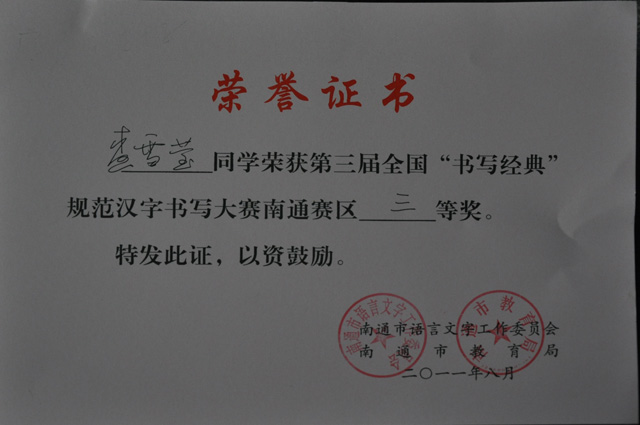 荣誉证书
查雪莹同学荣获第三届全国“书写经典”
规范汉字书写大赛南通赛区三等奖。
特发此证，以资鼓励。
南通市语言文字工作委员会
南通市教育局
二〇一一年八月